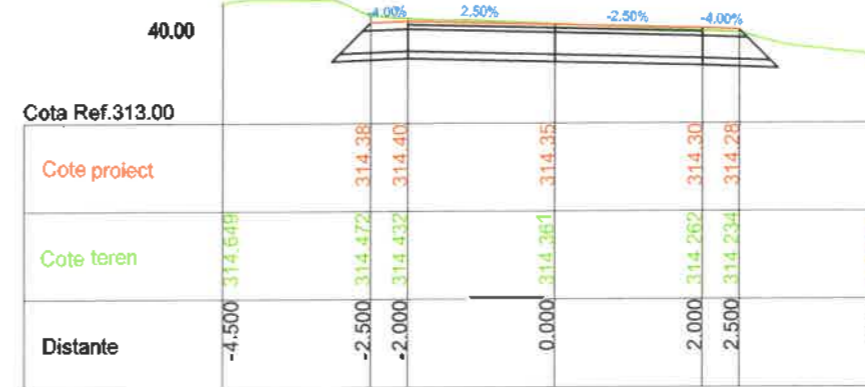 -4.00% 2.50% -2.50% -4.00%
40.00
Cota Ref.313.00
Cote proiect 314.38 314.40 314.35 314.30 314.28
Cote teren 314.649 314.472 314.432 314.361 314.262 314.234
Distante -4.500 -2.500 -2.000 0.000 2.000 2.500